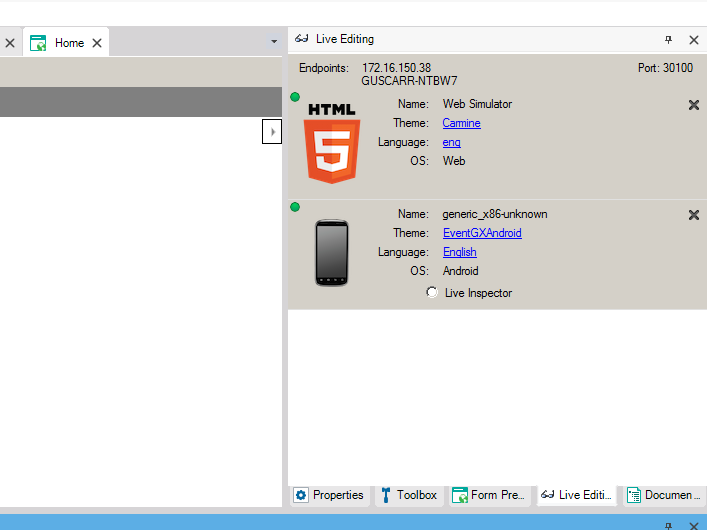 Home
Live Editing
Endpoints: 172.16.150.38 Port: 30100
GUSCARR-NTBW7
HTML
5
Name: Web Simulator
Theme: Carmine
Language: eng
OS: Web
Name: generic_x86-unknown
Theme: EventGXAndroid
Language: English
OS: Android
Live Inspector
Properties Toolbox Form Pre... Live Editi... Documen...